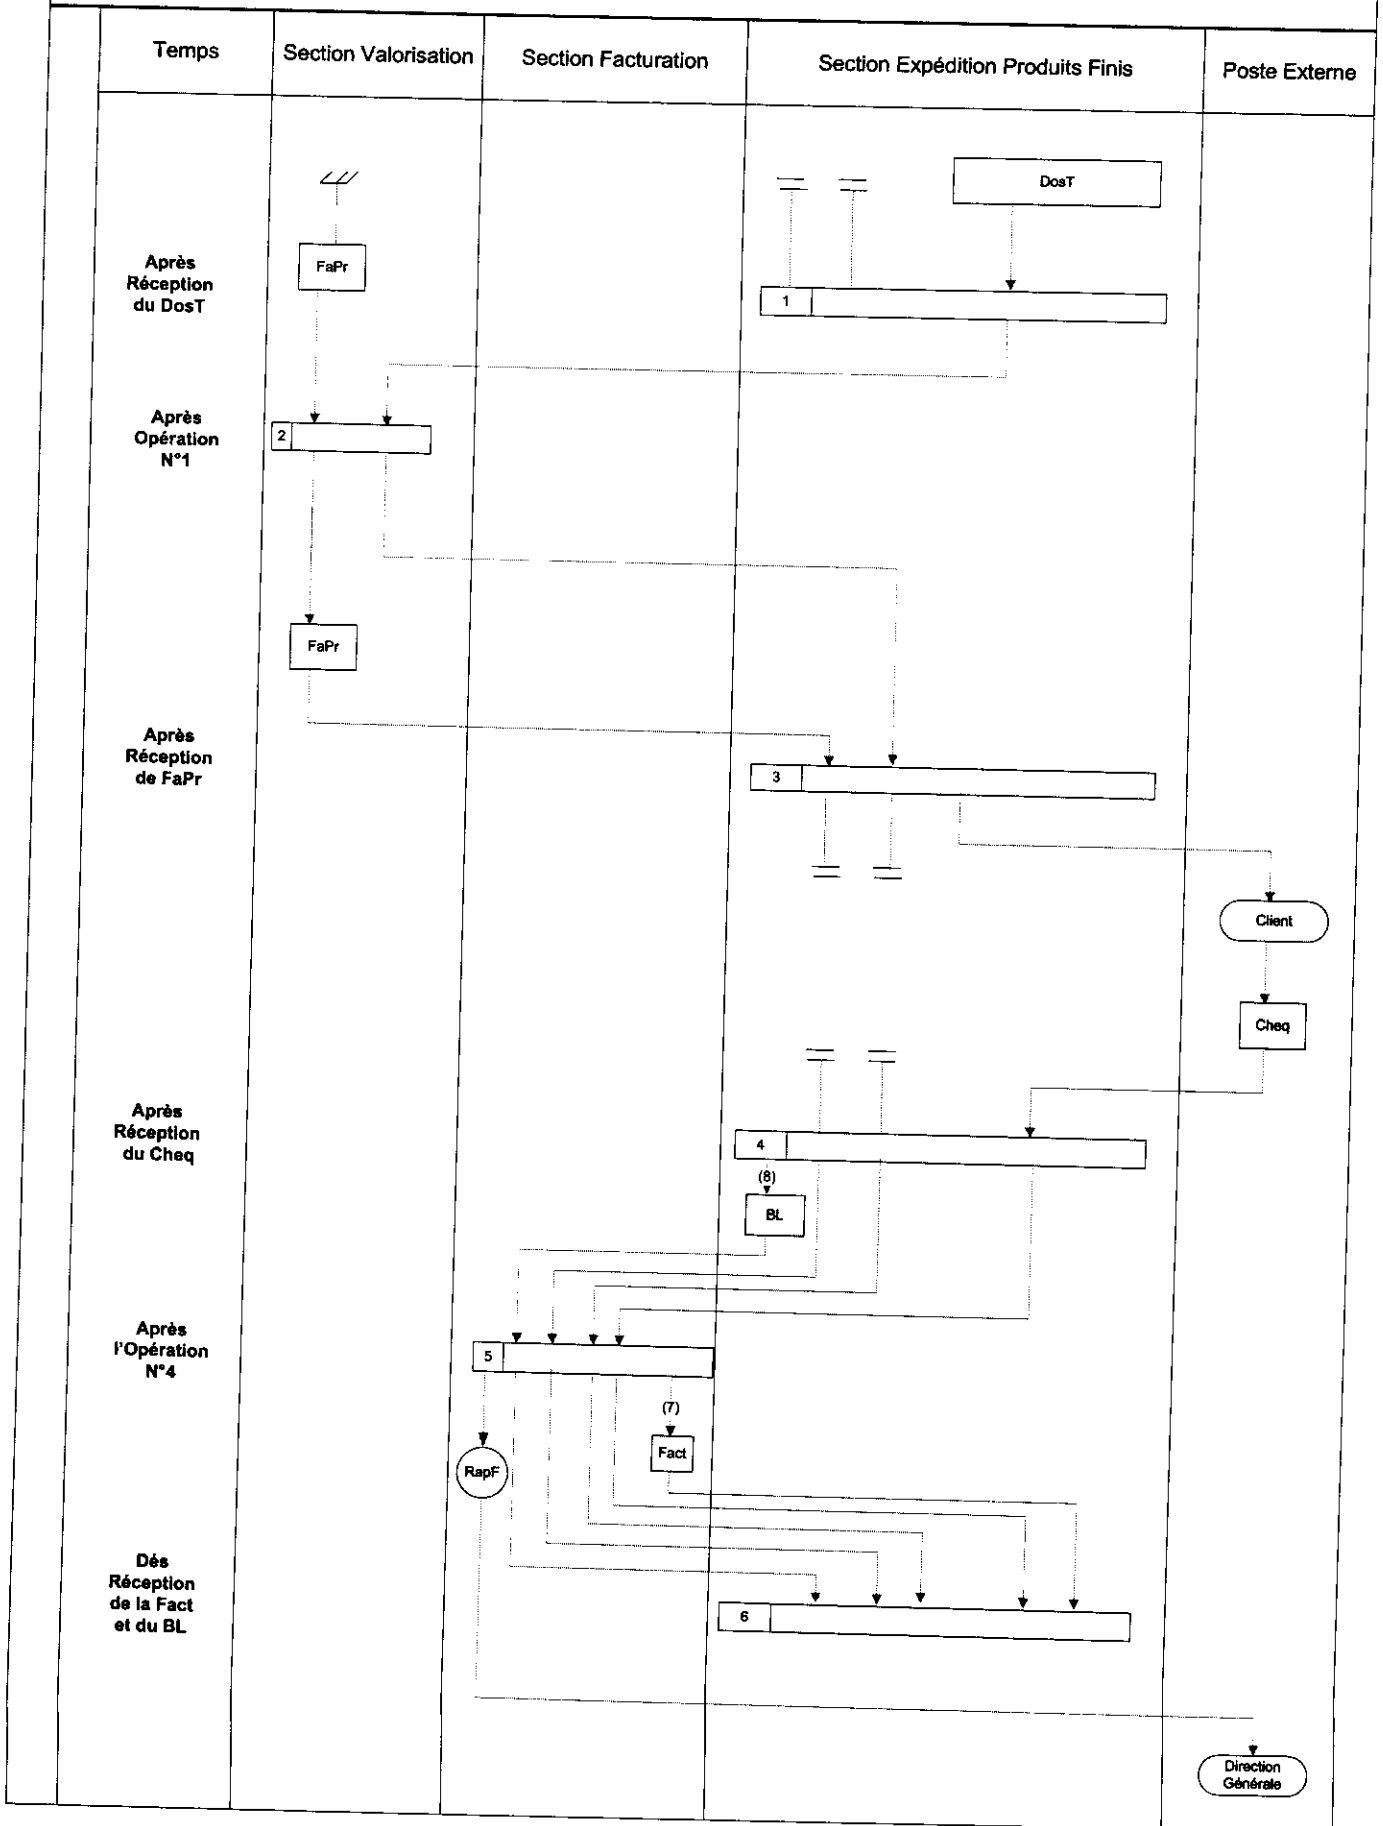 Temps
Section Valorisation
Section Facturation
Section Expédition Produits Finis
Poste Externe
DosT
Après
Réception
du DosT
FaPr
1
Après
Opération
N°1
2
FaPr
Après
Réception
de FaPr
3
Client
Cheq
Après
Réception
du Cheq
4
(8)
BL
Après
l'Opération
N°4
5
(7)
Fact
RapF
Dés
Réception
de la Fact
et du BL
6
Direction
Générale